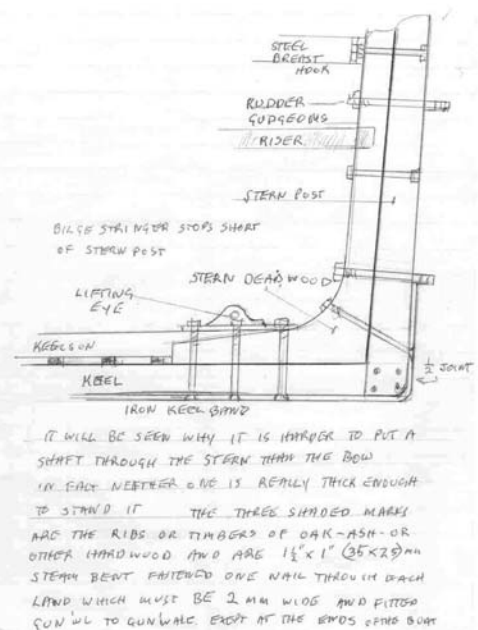 STEEL
BREAST
HOOK
RUDDER
GUDGEONS
RISER
STERN POST
BILGE STRINGER STOPS SHORT
OF STERN POST
STERN DEADWOOD
LIFTING
EYE
KEELSON
KEEL
½ JOINT
IRON KEEL BAND
IT WILL BE SEEN WHY IT IS HARDER TO PUT A
SHAFT THROUGH THE STERN THAN THE BOW
IN FACT NEITHER ONE IS REALLY THICK ENOUGH
TO STAND IT THE THREE SHADED MARKS
ARE THE RIBS OR TIMBERS OF OAK-ASH-OR
OTHER HARDWOOD AND ARE 1½" x 1" (35x25)mm
STEAM BENT FASTENED ONE NAIL THROUGH EACH
LAND WHICH MUST BE 2 MM WIDE AND FITTED
GUN'WL TO GUN'WALE EXCEPT AT THE ENDS OF THE BOAT